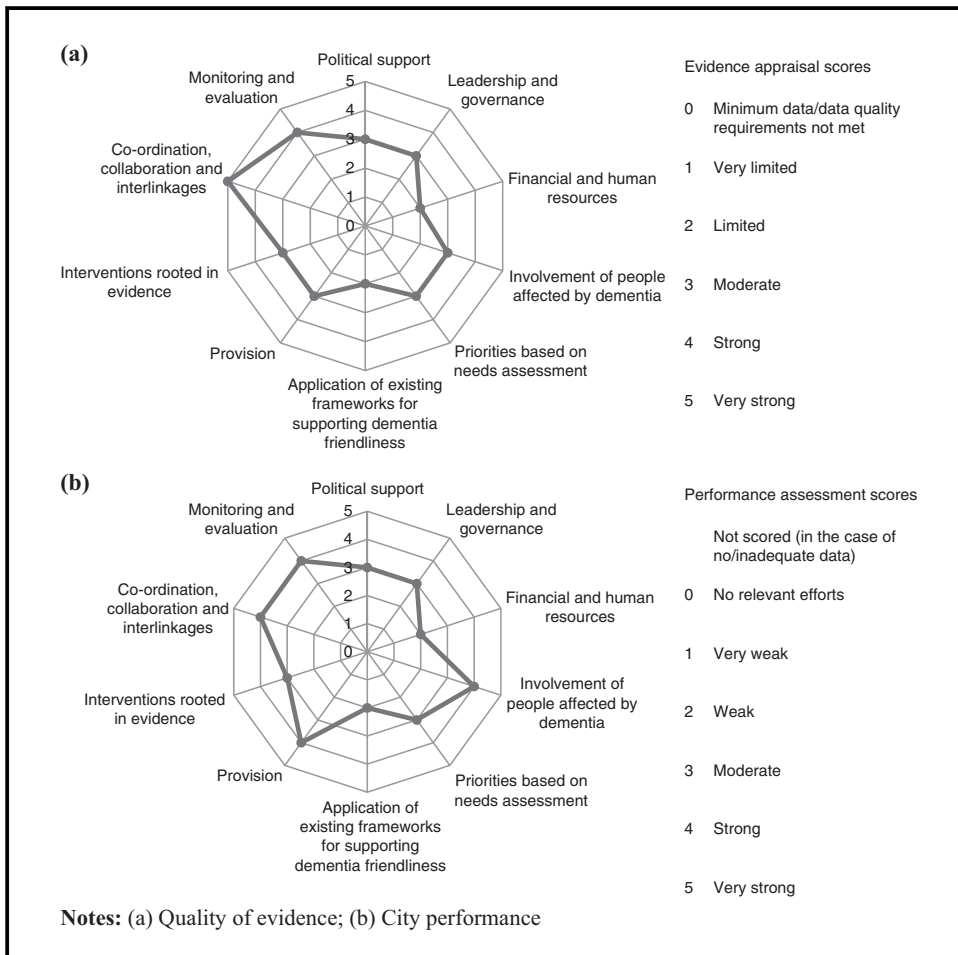 (a)
Political support
Monitoring and
evaluation
Leadership and
governance
Co-ordination,
collaboration and
interlinkages
Financial and human
resources
Interventions rooted in
evidence
Involvement of people
affected by dementia
Provision
Priorities based on
needs assessment
Application of existing
frameworks for
supporting dementia
friendliness
5
4
3
2
1
0
Evidence appraisal scores
0 Minimum data/data quality
requirements not met
1 Very limited
2 Limited
3 Moderate
4 Strong
5 Very strong
(b)
Political support
Monitoring and
evaluation
Leadership and
governance
Co-ordination,
collaboration and
interlinkages
Financial and human
resources
Interventions rooted
in evidence
Involvement of
people affected by
dementia
Provision
Priorities based on
needs assessment
Application of
existing frameworks
for supporting
dementia friendliness
5
4
3
2
1
0
Performance assessment scores
Not scored (in the case of
no/inadequate data)
0 No relevant efforts
1 Very weak
2 Weak
3 Moderate
4 Strong
5 Very strong
Notes: (a) Quality of evidence; (b) City performance